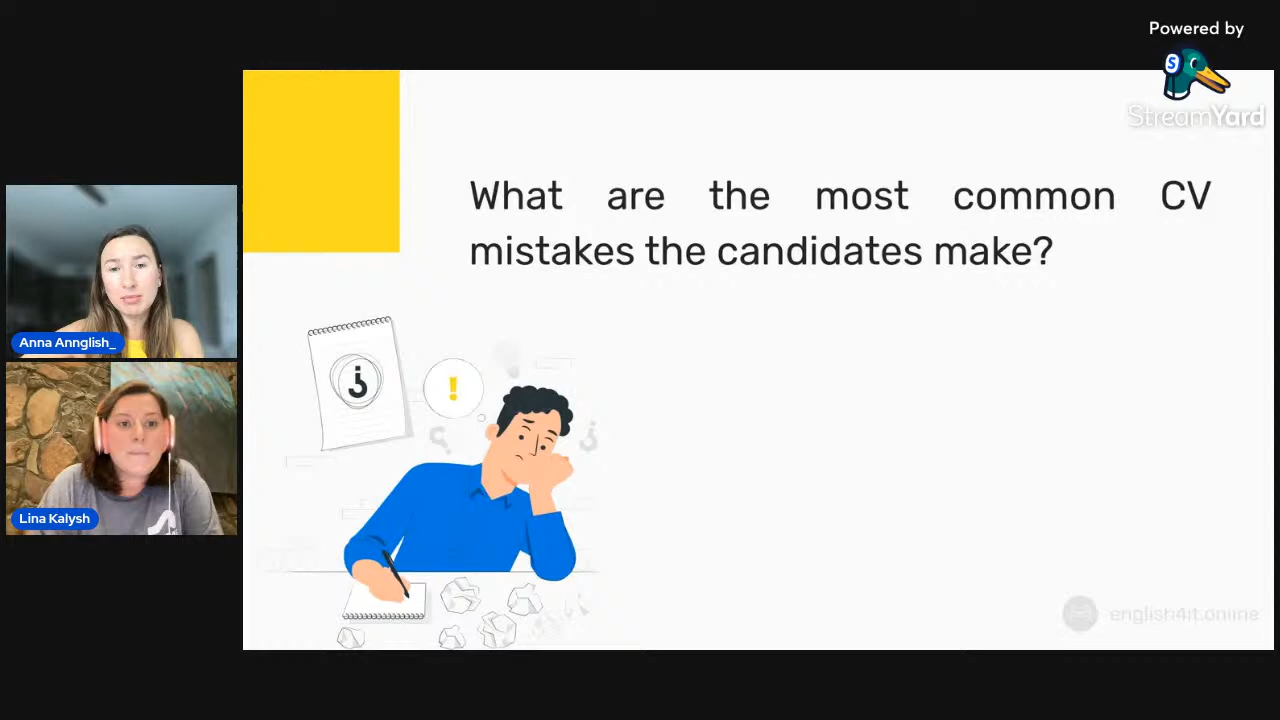 Powered by
StreamYard
What are the most common CV
mistakes the candidates make?
Anna Annglish_
Lina Kalysh
english4it.online